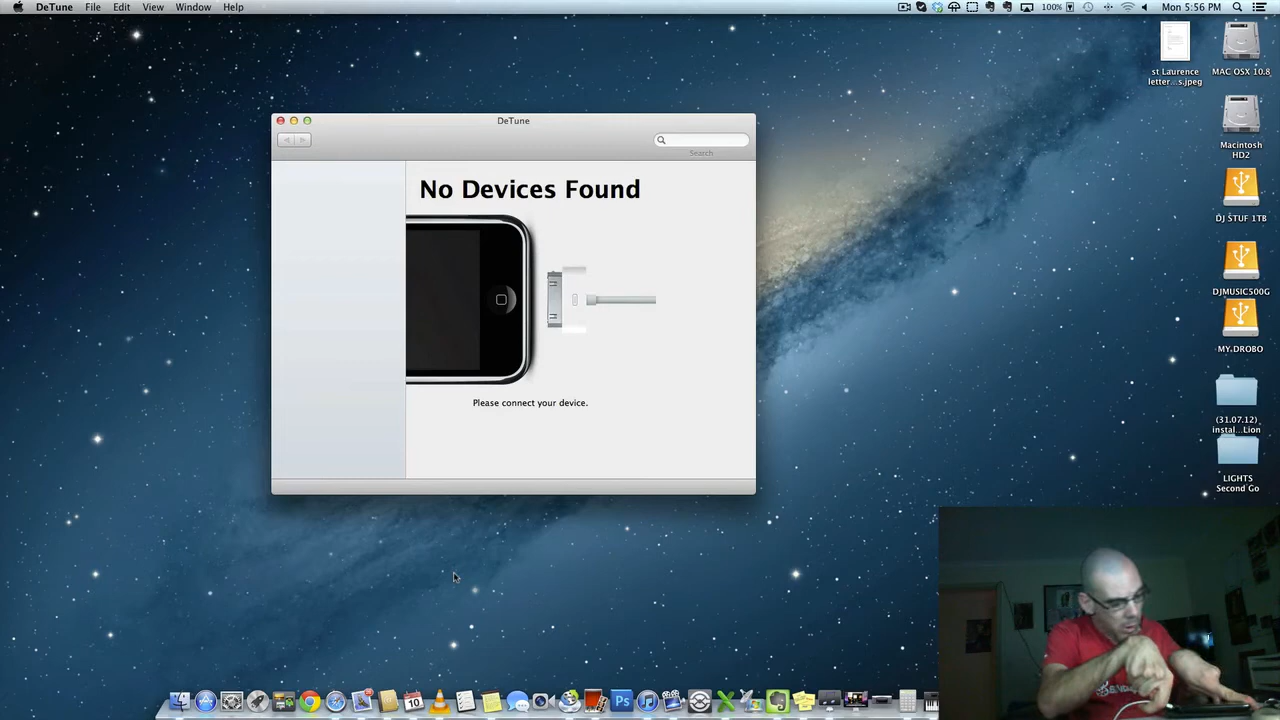 DeTune File Edit View Window Help
100% Mon 5:56 PM
st Laurence
letter...s.jpeg
MAC OSX 10.8
Macintosh
HD2
DJ STUF 1TB
DJMUSIC500G
MY.DROBO
(31.07.12)
instal...Lion
LIGHTS
Second Go
DeTune
Search
No Devices Found
Please connect your device.
10
Ps